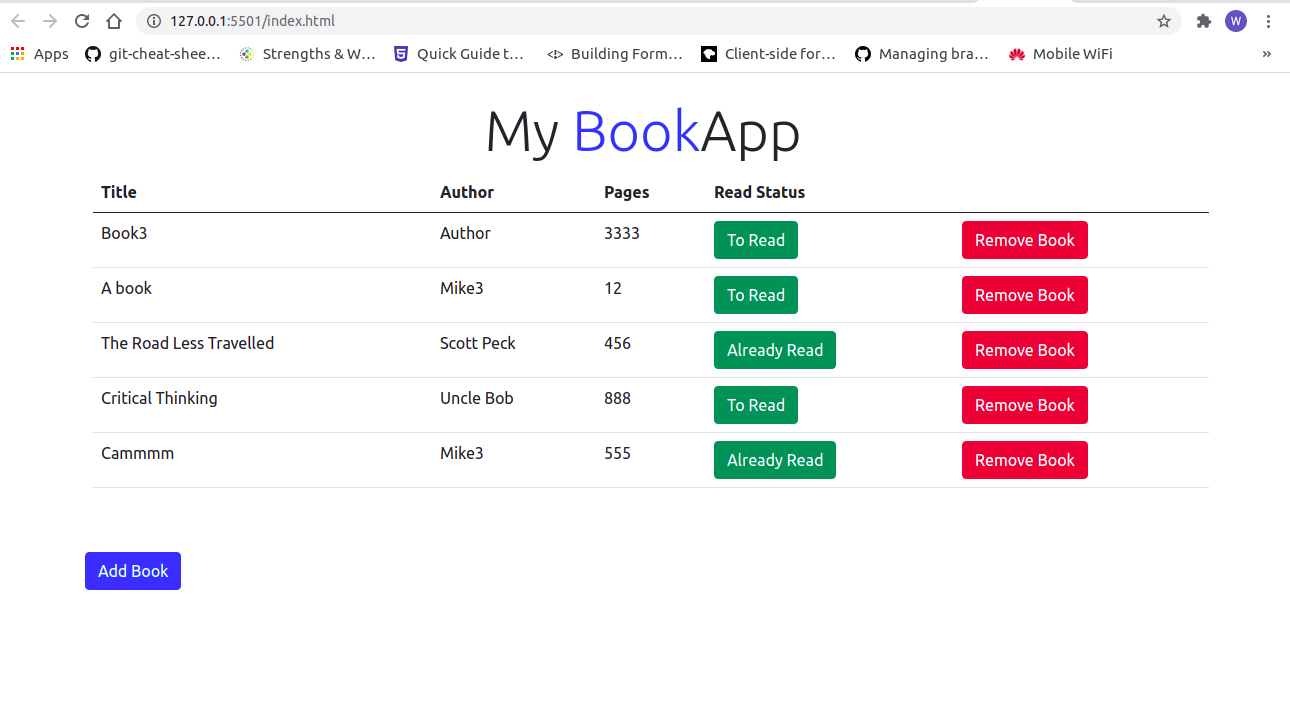 127.0.0.1:5501/index.html W
Apps git-cheat-shee… Strengths & W… Quick Guide t… Building Form… Client-side for… Managing bra… Mobile WiFi »
My BookApp
Title Author Pages Read Status
Book3 Author 3333 To Read Remove Book
A book Mike3 12 To Read Remove Book
The Road Less Travelled Scott Peck 456 Already Read Remove Book
Critical Thinking Uncle Bob 888 To Read Remove Book
Cammmm Mike3 555 Already Read Remove Book
Add Book